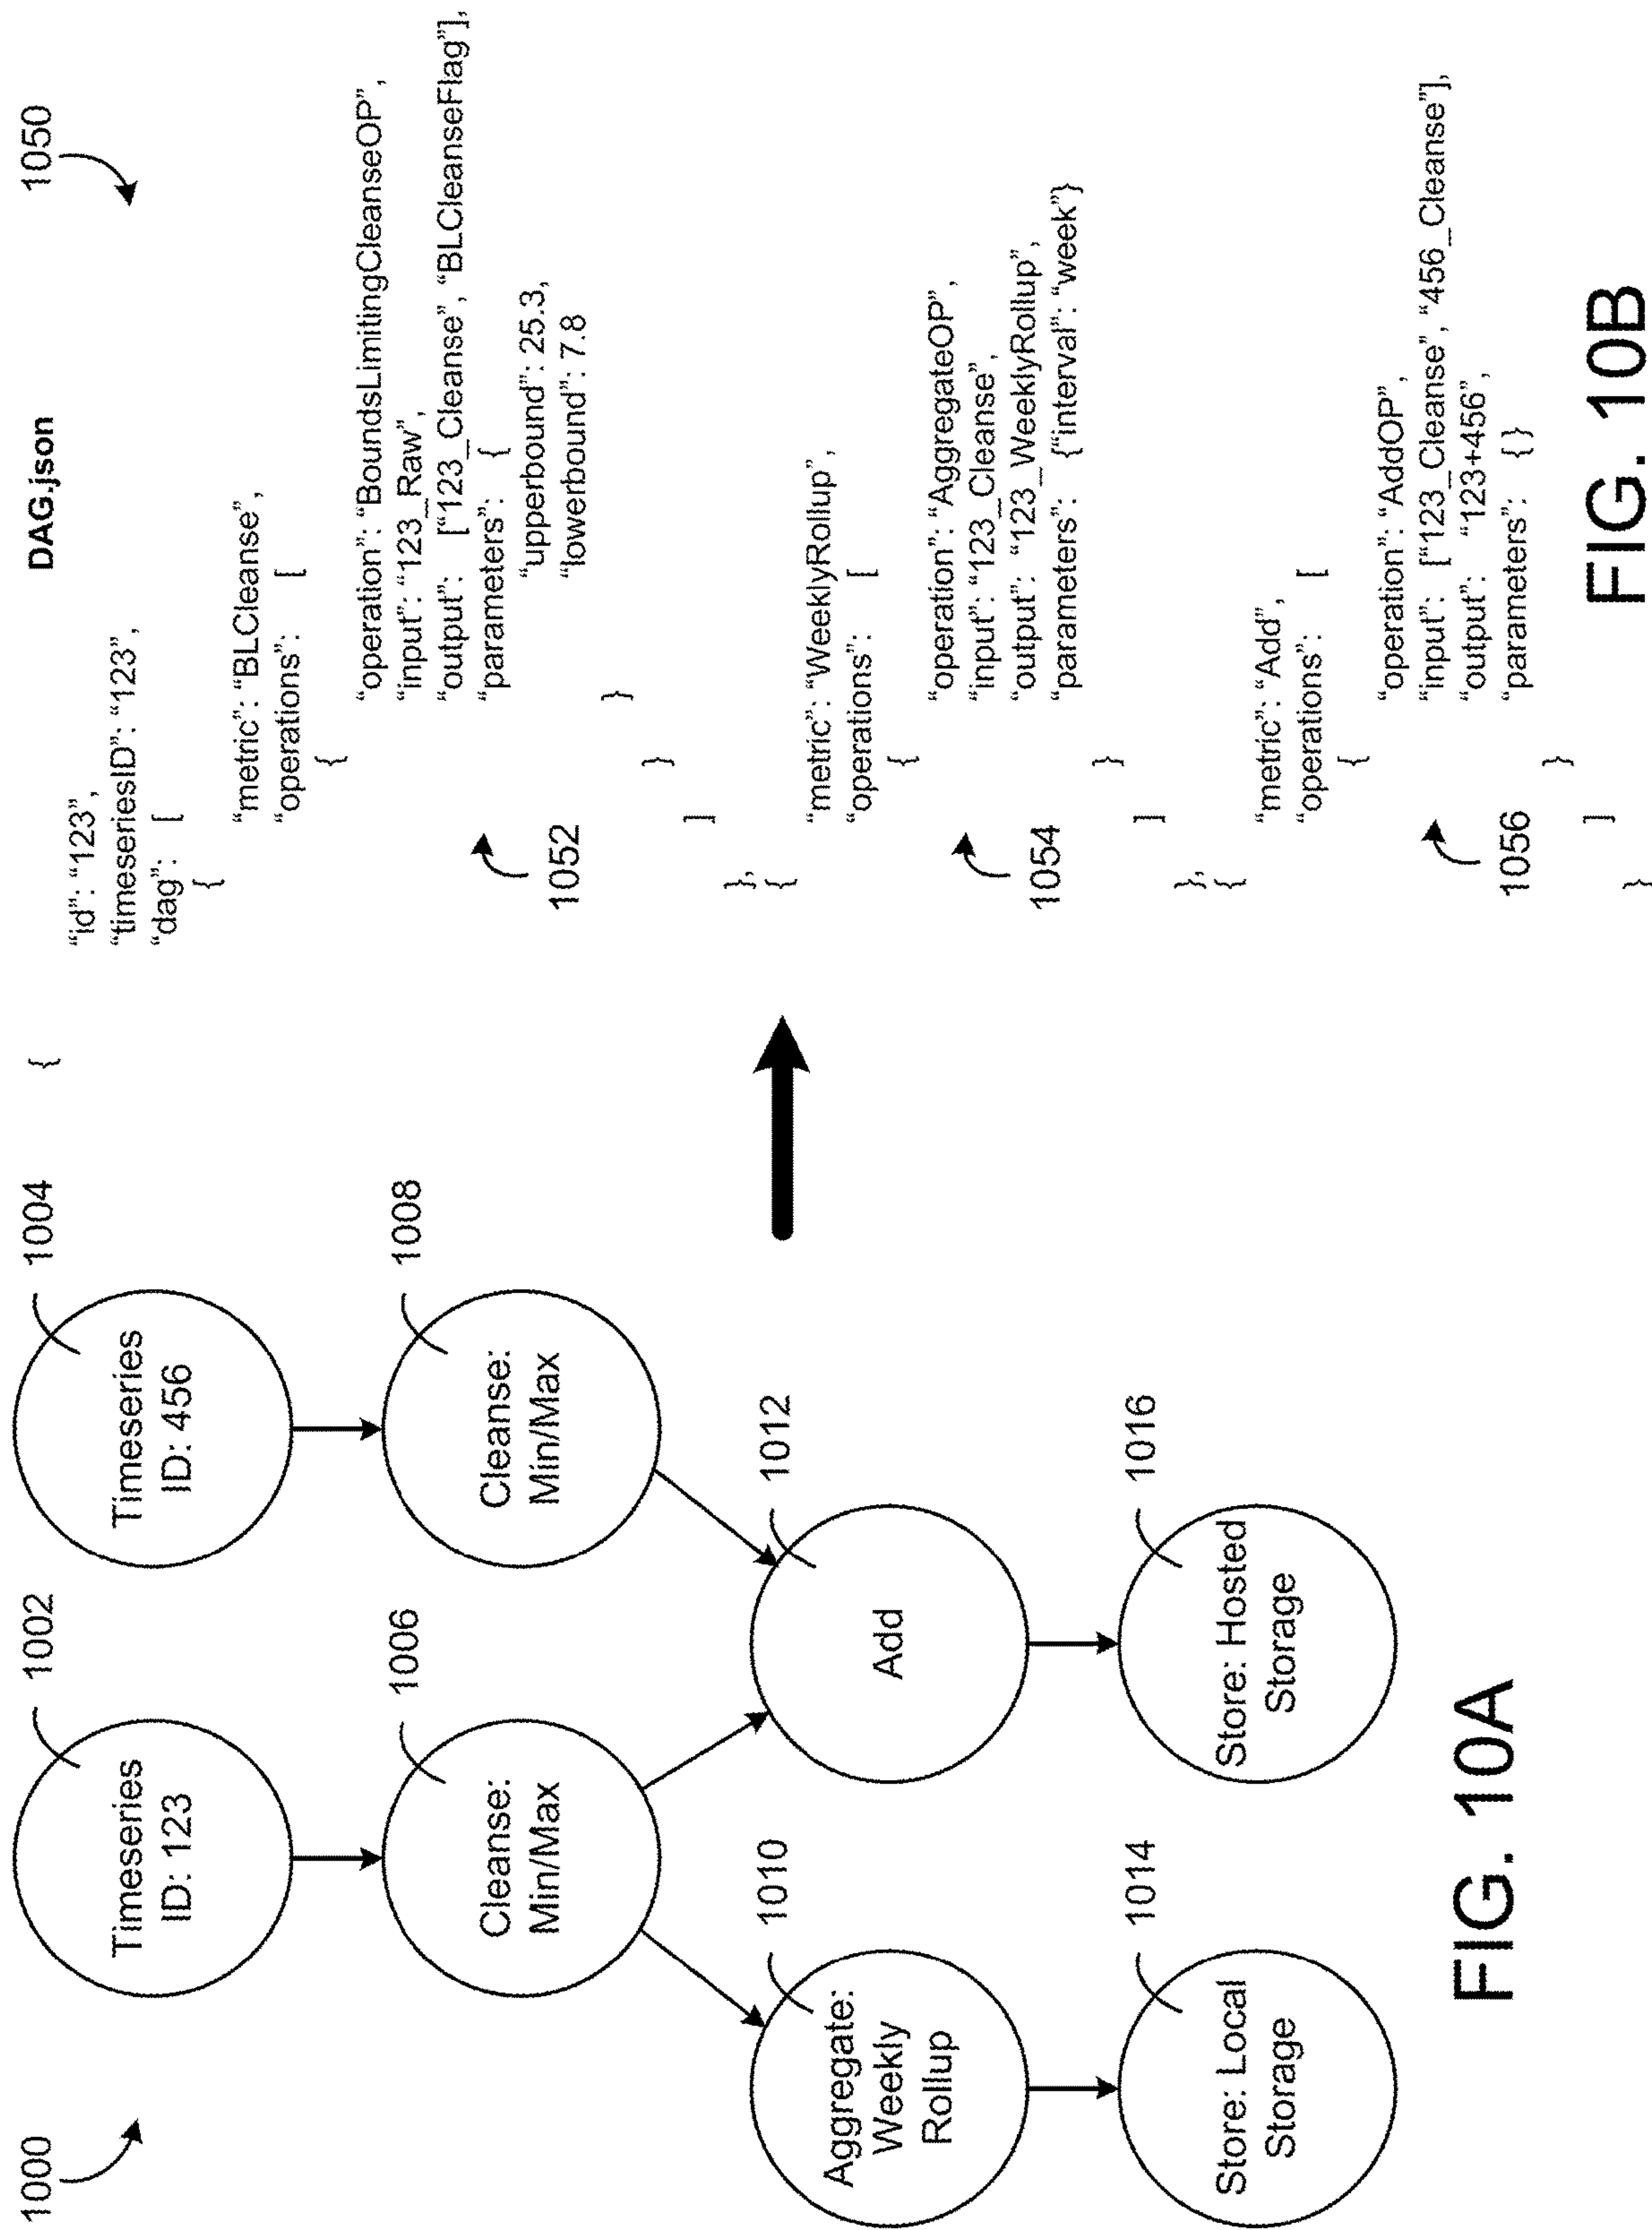 1000
1002
1004
Timeseries
ID: 123
Timeseries
ID: 456
1006
1008
Cleanse:
Min/Max
Cleanse:
Min/Max
1010
1012
Aggregate:
Weekly
Rollup
Add
1014
1016
Store: Local
Storage
Store: Hosted
Storage
FIG. 10A
DAG.json
1050
{
“id”: “123”,
“timeseriesID”: “123”,
“dag”: [
{
“metric”: “BLCleanse”,
“operations”: [
{
“operation”: “BoundsLimitingCleanseOP”,
“input”: “123_Raw”,
“output”: [“123_Cleanse”, “BLCleanseFlag”],
“parameters”: {
“upperbound”: 25.3,
“lowerbound”: 7.8
}
}
]
1052
},
{
“metric”: “WeeklyRollup”,
“operations”: [
{
“operation”: “AggregateOP”,
“input”: “123_Cleanse”,
“output”: “123_WeeklyRollup”,
“parameters”: {“interval”: “week”}
}
]
1054
},
{
“metric”: “Add”,
“operations”: [
{
“operation”: “AddOP”,
“input”: [“123_Cleanse”, “456_Cleanse”],
“output”: “123+456”,
“parameters”: {}
}
]
1056
}
FIG. 10B